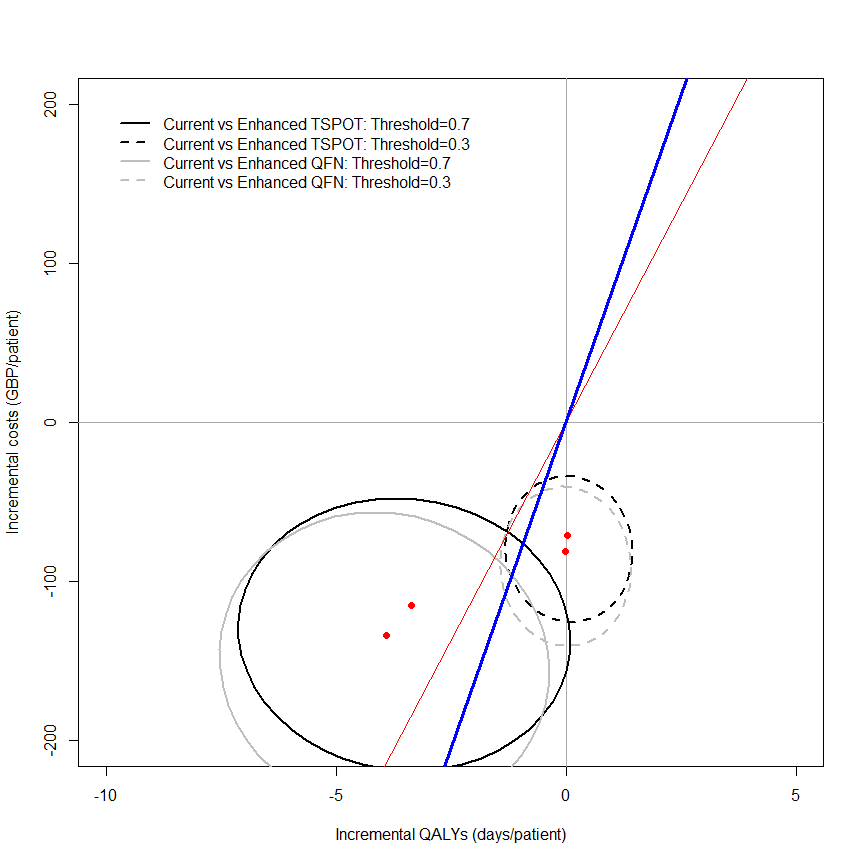 Current vs Enhanced TSPOT: Threshold=0.7
Current vs Enhanced TSPOT: Threshold=0.3
Current vs Enhanced QFN: Threshold=0.7
Current vs Enhanced QFN: Threshold=0.3
Incremental costs (GBP/patient)
200
100
0
-100
-200
-10
-5
0
5
Incremental QALYs (days/patient)